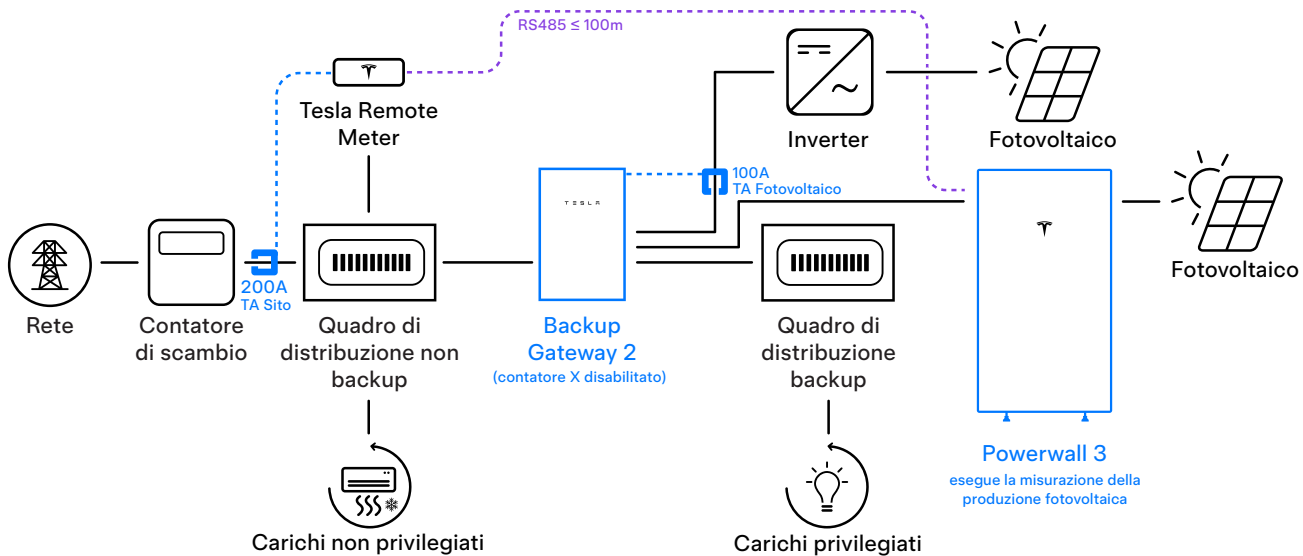 RS485 ≤ 100m
Tesla Remote
Meter
Inverter
Fotovoltaico
100A
TA Fotovoltaico
TESLA
Fotovoltaico
200A
TA Sito
Rete
Contatore
di scambio
Quadro di
distribuzione non
backup
Backup
Gateway 2
(contatore X disabilitato)
Quadro di
distribuzione
backup
Powerwall 3
esegue la misurazione della
produzione fotovoltaica
Carichi non privilegiati
Carichi privilegiati